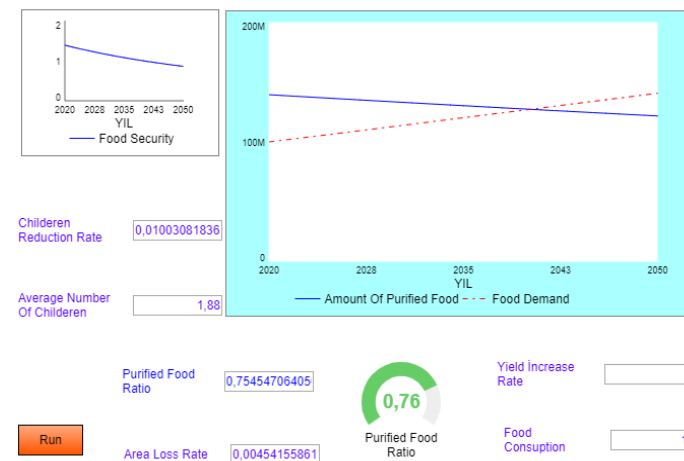 2
1
0
2020 2028 2035 2043 2050
YIL
Food Security
200M
100M
0
2020 2028 2035 2043 2050
YIL
Amount Of Purified Food Food Demand
Childeren
Reduction Rate
0,01003081836
Average Number
Of Childeren
1,88
Purified Food
Ratio
0,75454706405
0,76
Purified Food
Ratio
Yield İncrease
Rate
Run
Area Loss Rate
0,00454155861
Food
Consuption